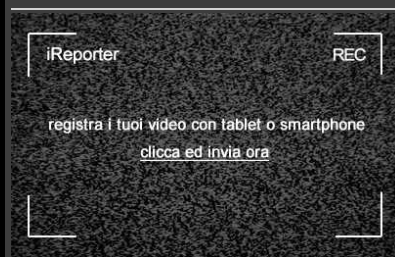 iReporter
REC
registra i tuoi video con tablet o smartphone
clicca ed invia ora